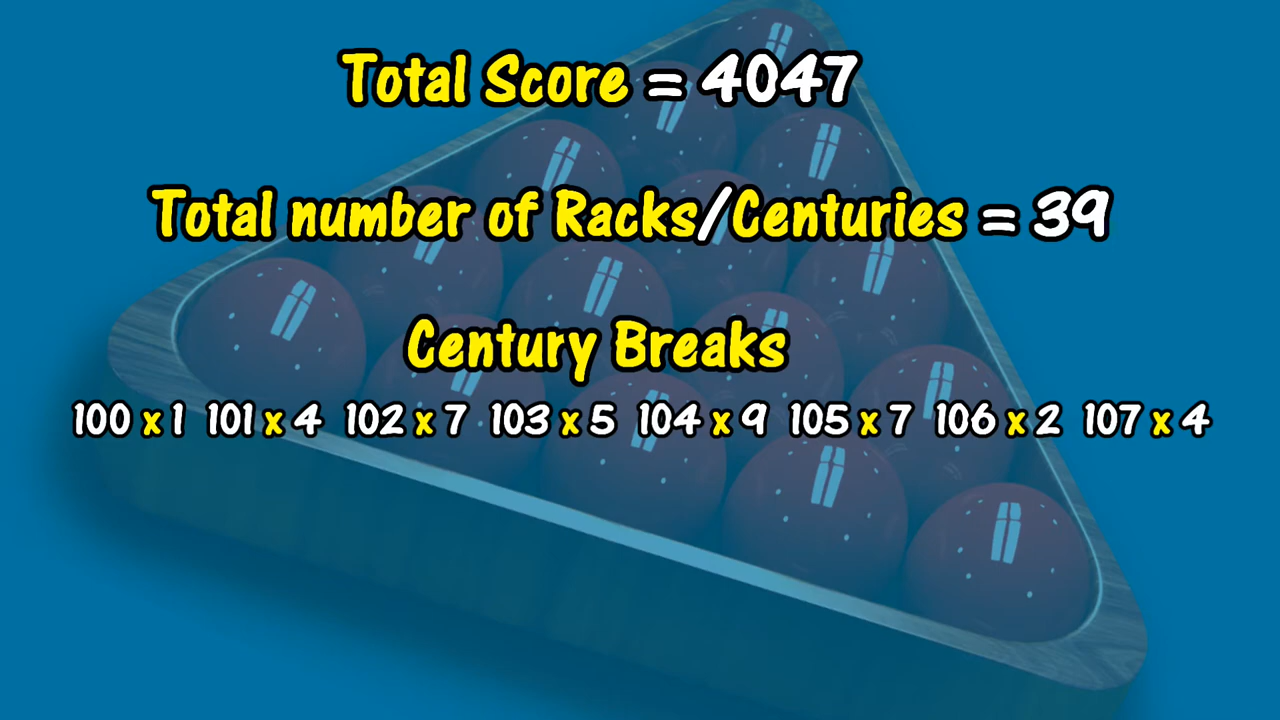 Total Score = 4047
Total number of Racks/Centuries = 39
Century Breaks
100 x 1 101 x 4 102 x 7 103 x 5 104 x 9 105 x 7 106 x 2 107 x 4